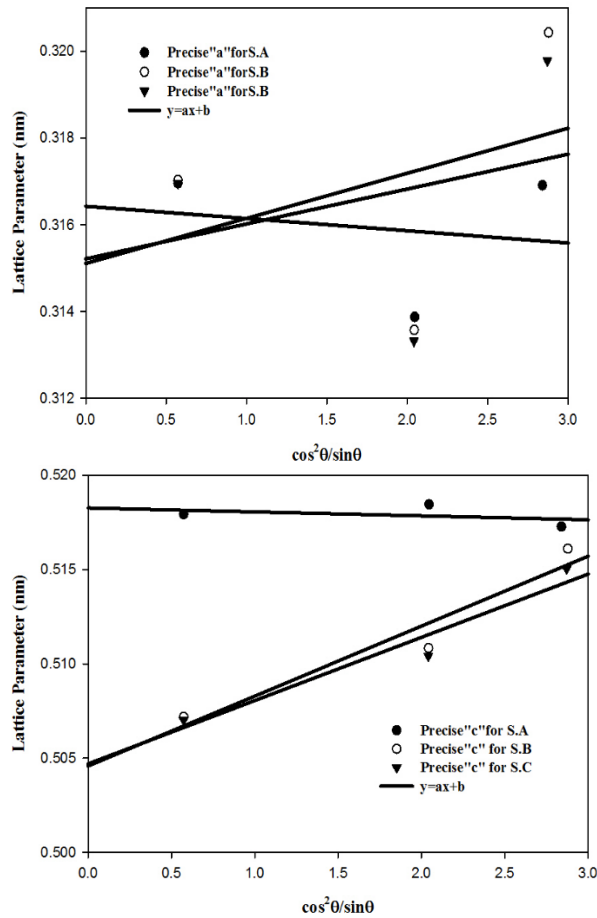 0.320
Precise"a"forS.A
Precise"a"forS.B
Precise"a"forS.B
y=ax+b
0.318
0.316
0.314
0.312
Lattice Parameter (nm)
0.0 0.5 1.0 1.5 2.0 2.5 3.0
cos²θ/sinθ
0.520
0.515
0.510
0.505
0.500
Lattice Parameter (nm)
Precise"c"for S.A
Precise"c" for S.B
Precise"c" for S.C
y=ax+b
0.0 0.5 1.0 1.5 2.0 2.5 3.0
cos²θ/sinθ